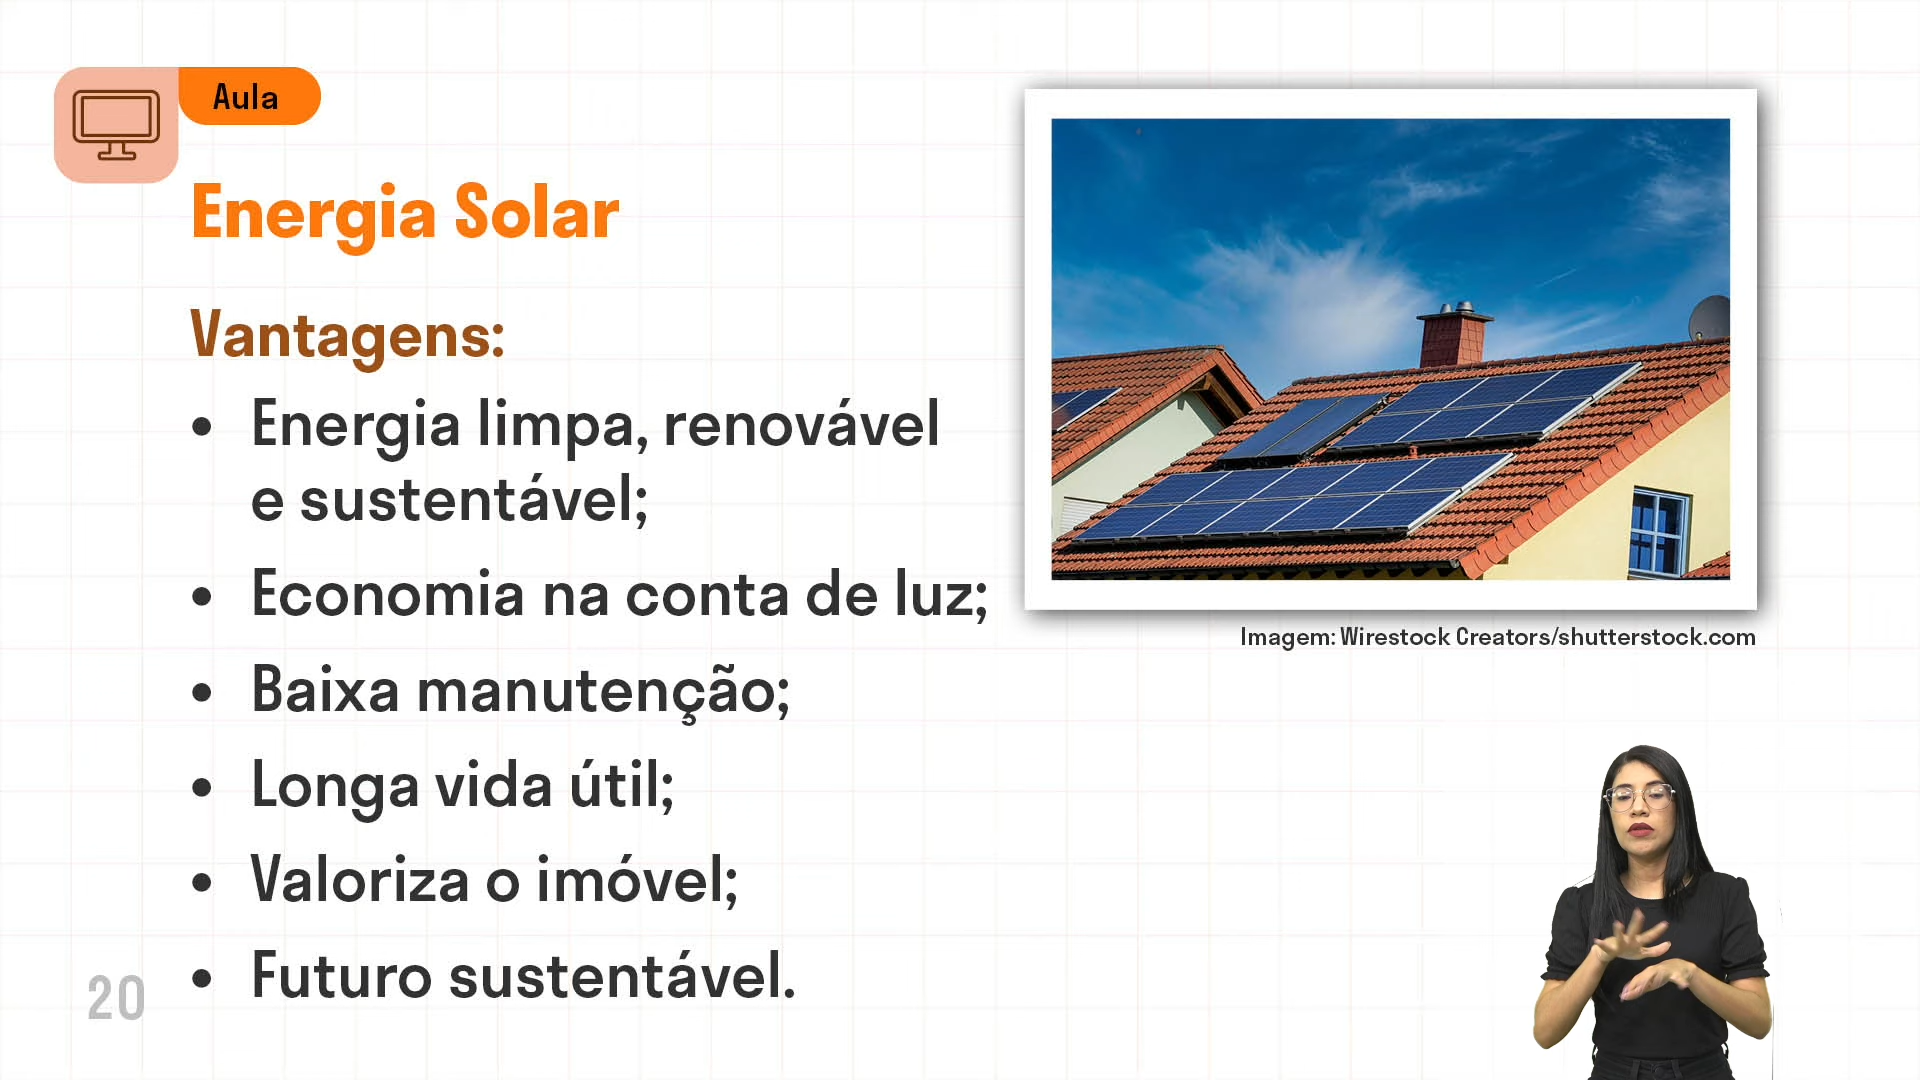 Aula
Energia Solar
Vantagens:
• Energia limpa, renovável
e sustentável;
• Economia na conta de luz;
• Baixa manutenção;
• Longa vida útil;
• Valoriza o imóvel;
• Futuro sustentável.
Imagem: Wirestock Creators/shutterstock.com
20